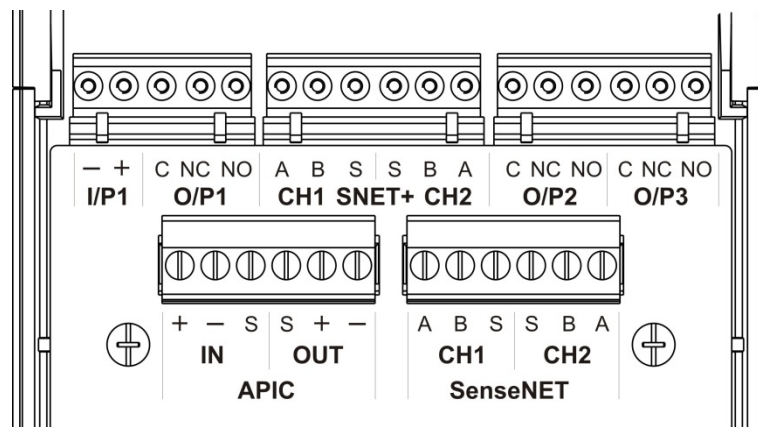 − + C NC NO A B S S B A C NC NO C NC NO
I/P1 O/P1 CH1 SNET+ CH2 O/P2 O/P3
+ − S S + − A B S S B A
IN OUT CH1 CH2
APIC SenseNET